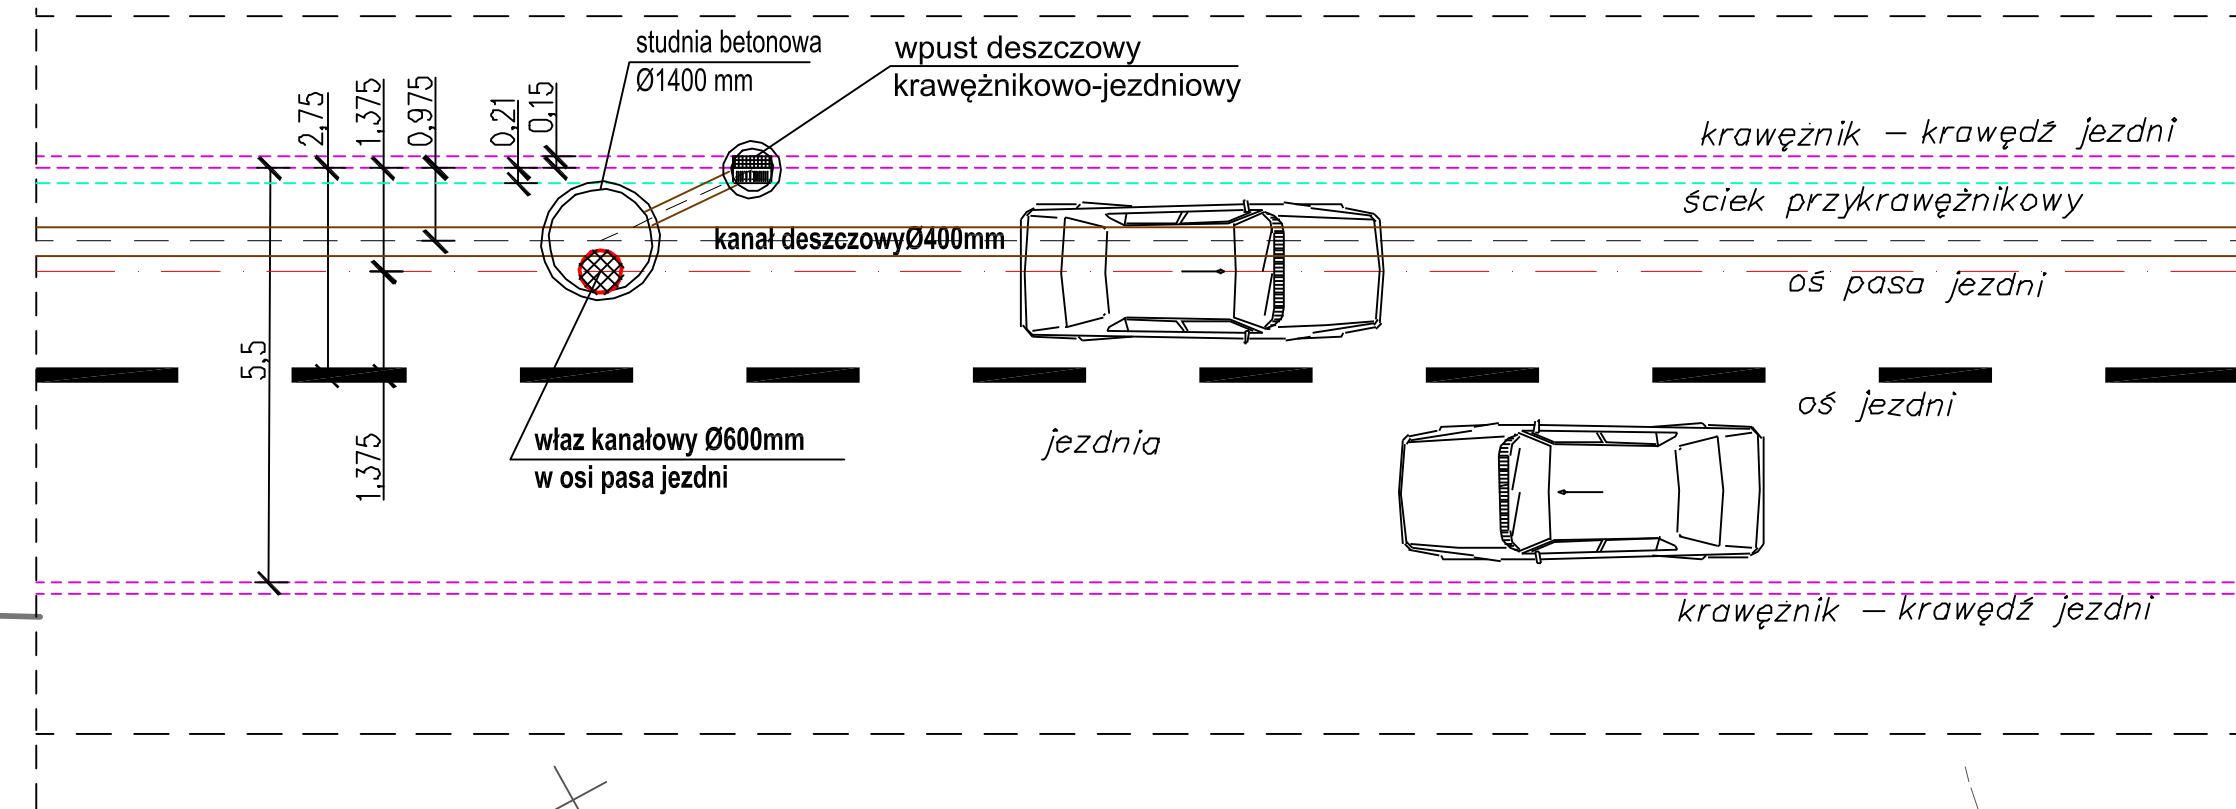 studnia betonowa
Ø1400 mm
wpust deszczowy
krawężnikowo-jezdniowy
2,75
1,375
0,975
0,21
0,15
krawężnik – krawędź jezdni
ściek przykrawężnikowy
kanał deszczowyØ400mm
oś pasa jezdni
5,5
oś jezdni
1,375
właz kanałowy Ø600mm
w osi pasa jezdni
jezdnia
krawężnik – krawędź jezdni